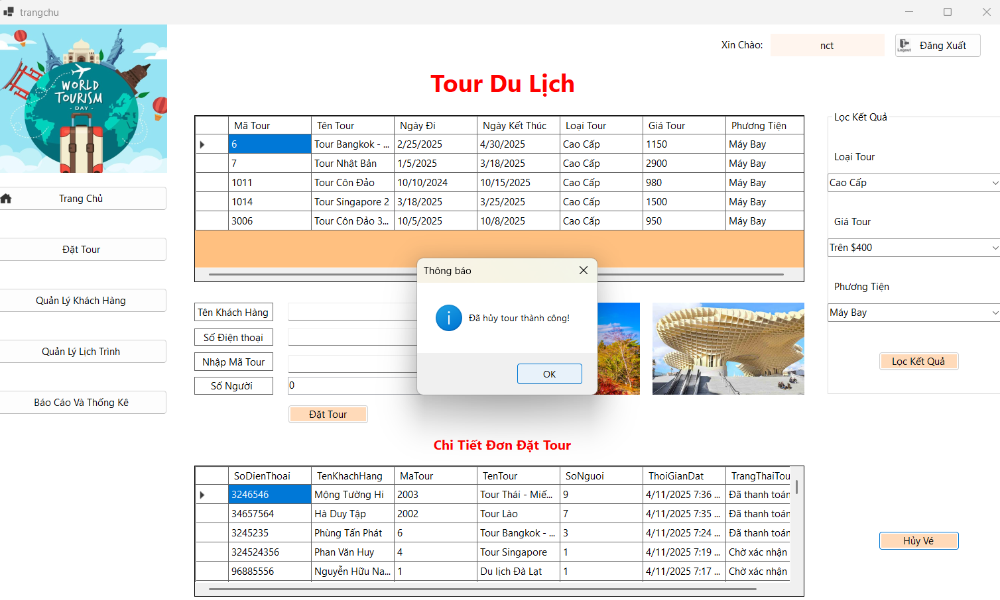 trangchu
WORLD
TOURISM
- DAY -
Xin Chào:
nct
Logout
Đăng Xuất
Tour Du Lịch
Mã Tour Tên Tour Ngày Đi Ngày Kết Thúc Loại Tour Giá Tour Phương Tiện
6 Tour Bangkok - ... 2/25/2025 4/30/2025 Cao Cấp 1150 Máy Bay
7 Tour Nhật Bản 1/5/2025 3/18/2025 Cao Cấp 2900 Máy Bay
1011 Tour Côn Đảo 10/10/2024 10/15/2025 Cao Cấp 980 Máy Bay
1014 Tour Singapore 2 3/18/2025 3/25/2025 Cao Cấp 1500 Máy Bay
3006 Tour Côn Đảo 3... 10/5/2025 10/8/2025 Cao Cấp 950 Máy Bay
Lọc Kết Quả
Loại Tour
Cao Cấp
Giá Tour
Trên $400
Phương Tiện
Máy Bay
Lọc Kết Quả
Trang Chủ
Đặt Tour
Quản Lý Khách Hàng
Quản Lý Lịch Trình
Báo Cáo Và Thống Kê
Thông báo
Đã hủy tour thành công!
OK
Tên Khách Hàng
Số Điện thoại
Nhập Mã Tour
Số Người
0
Đặt Tour
Chi Tiết Đơn Đặt Tour
SoDienThoai TenKhachHang MaTour TenTour SoNguoi ThoiGianDat TrangThaiTou
3246546 Mộng Tường Hi 2003 Tour Thái - Miế... 9 4/11/2025 7:36 ... Đã thanh toán
34657564 Hà Duy Tập 2002 Tour Lào 7 4/11/2025 7:35 ... Đã thanh toán
3245235 Phùng Tấn Phát 6 Tour Bangkok - ... 3 4/11/2025 7:24 ... Đã thanh toán
324524356 Phan Văn Huy 4 Tour Singapore 1 4/11/2025 7:19 ... Chờ xác nhận
96885556 Nguyễn Hữu Na... 1 Du lịch Đà Lạt 1 4/11/2025 7:17 ... Chờ xác nhận
Hủy Vé